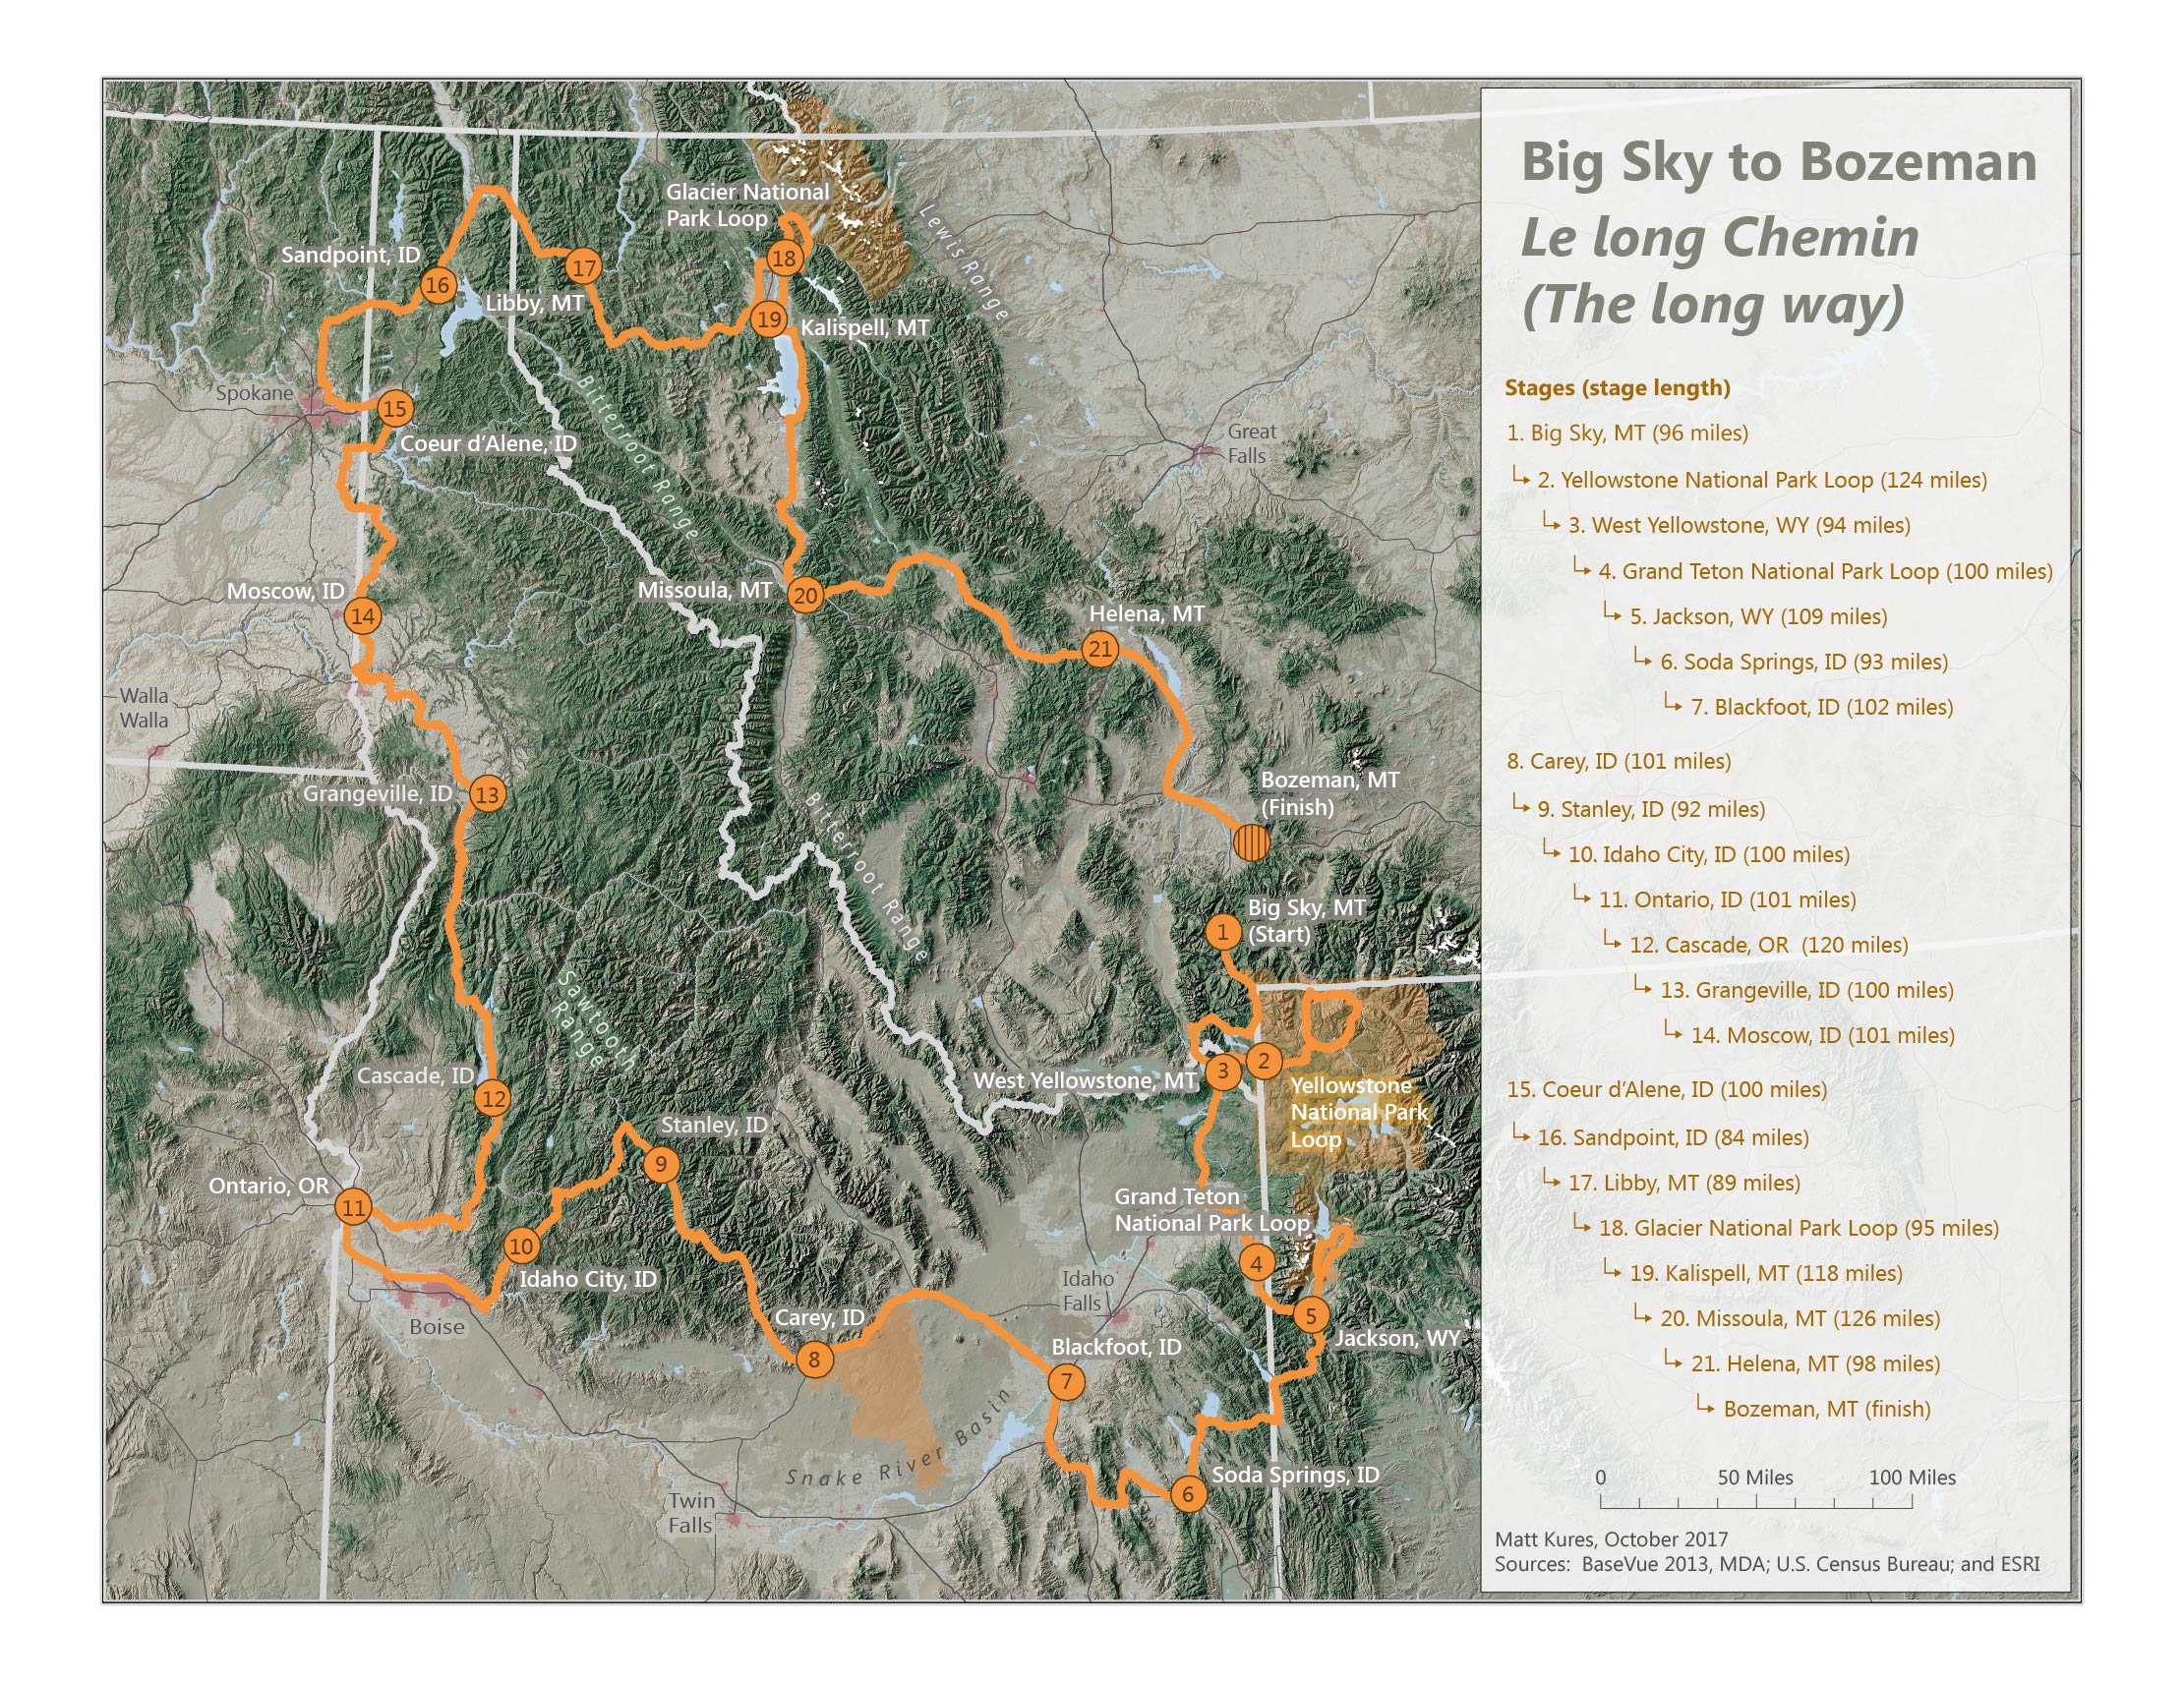 Big Sky to Bozeman
Le long Chemin
(The long way)
Stages (stage length)
1. Big Sky, MT (96 miles)
2. Yellowstone National Park Loop (124 miles)
3. West Yellowstone, WY (94 miles)
4. Grand Teton National Park Loop (100 miles)
5. Jackson, WY (109 miles)
6. Soda Springs, ID (93 miles)
7. Blackfoot, ID (102 miles)
8. Carey, ID (101 miles)
9. Stanley, ID (92 miles)
10. Idaho City, ID (100 miles)
11. Ontario, ID (101 miles)
12. Cascade, OR (120 miles)
13. Grangeville, ID (100 miles)
14. Moscow, ID (101 miles)
15. Coeur d'Alene, ID (100 miles)
16. Sandpoint, ID (84 miles)
17. Libby, MT (89 miles)
18. Glacier National Park Loop (95 miles)
19. Kalispell, MT (118 miles)
20. Missoula, MT (126 miles)
21. Helena, MT (98 miles)
Bozeman, MT (finish)
0 50 Miles 100 Miles
Matt Kures, October 2017
Sources: BaseVue 2013, MDA; U.S. Census Bureau; and ESRI
Glacier National
Park Loop
18
Lewis Range
Sandpoint, ID
16
17
Libby, MT
19
Kalispell, MT
Spokane
15
Coeur d'Alene, ID
Bitterroot Range
Great
Falls
Moscow, ID
14
Missoula, MT
20
Helena, MT
21
Walla
Walla
Grangeville, ID
13
Bitterroot Range
Bozeman, MT
(Finish)
Big Sky, MT
(Start)
1
Sawtooth
Range
Cascade, ID
12
West Yellowstone, MT
3
2
Yellowstone
National Park
Loop
Stanley, ID
9
Ontario, OR
11
10
Idaho City, ID
Grand Teton
National Park Loop
4
5
Jackson, WY
Boise
Idaho
Falls
Carey, ID
8
Blackfoot, ID
7
Snake River Basin
Soda Springs, ID
6
Twin
Falls